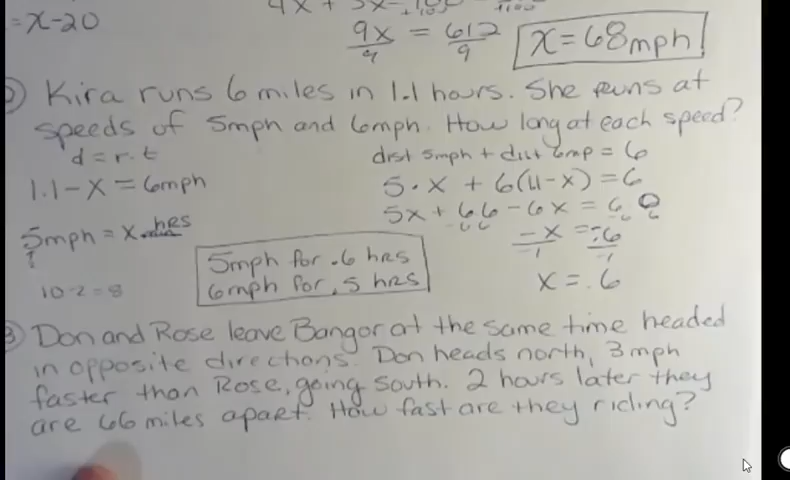 = x-20
9x = 612
9 9
x = 68mph
Kira runs 6 miles in 1.1 hours. She runs at
speeds of 5mph and 6mph. How long at each speed?
d = r.t
dist 5mph + dist 6mp = 6
1.1 - x = 6mph
5 · x + 6(1.1-x) = 6
5x + 6.6 - 6x = 6.0
5mph = x hrs
-6.6
-x = -.6
-1 -1
5mph for .6 hrs
6mph for .5 hrs
x = .6
10-2=8
3 Don and Rose leave Bangor at the same time headed
in opposite directions. Don heads north, 3mph
faster than Rose, going south. 2 hours later they
are 66 miles apart. How fast are they riding?